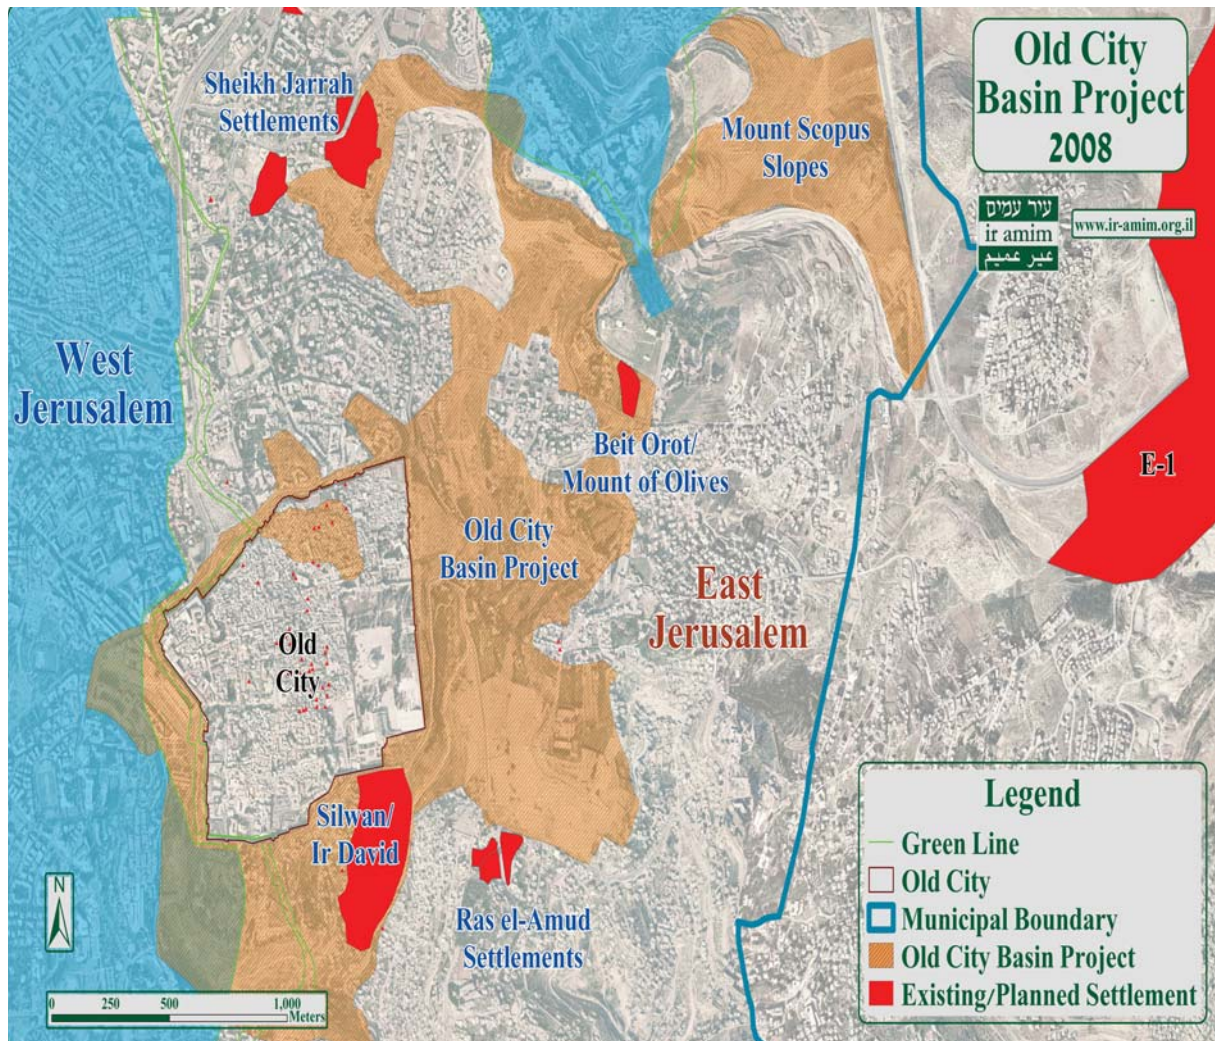 Old City
Basin Project
2008
עיר עמים
ir amim
عير عميم
www.ir-amim.org.il
Sheikh Jarrah
Settlements
Mount Scopus
Slopes
West
Jerusalem
Beit Orot/
Mount of Olives
E-1
Old City
Basin Project
East
Jerusalem
Old
City
Silwan/
Ir David
Ras el-Amud
Settlements
Legend
Green Line
Old City
Municipal Boundary
Old City Basin Project
Existing/Planned Settlement
N
0 250 500 1,000
Meters